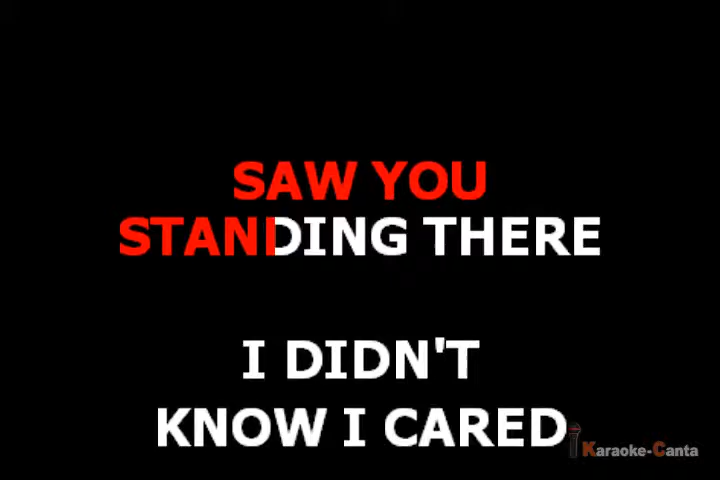 SAW YOU
STANDING THERE
I DIDN'T
KNOW I CARED
Karaoke-Canta